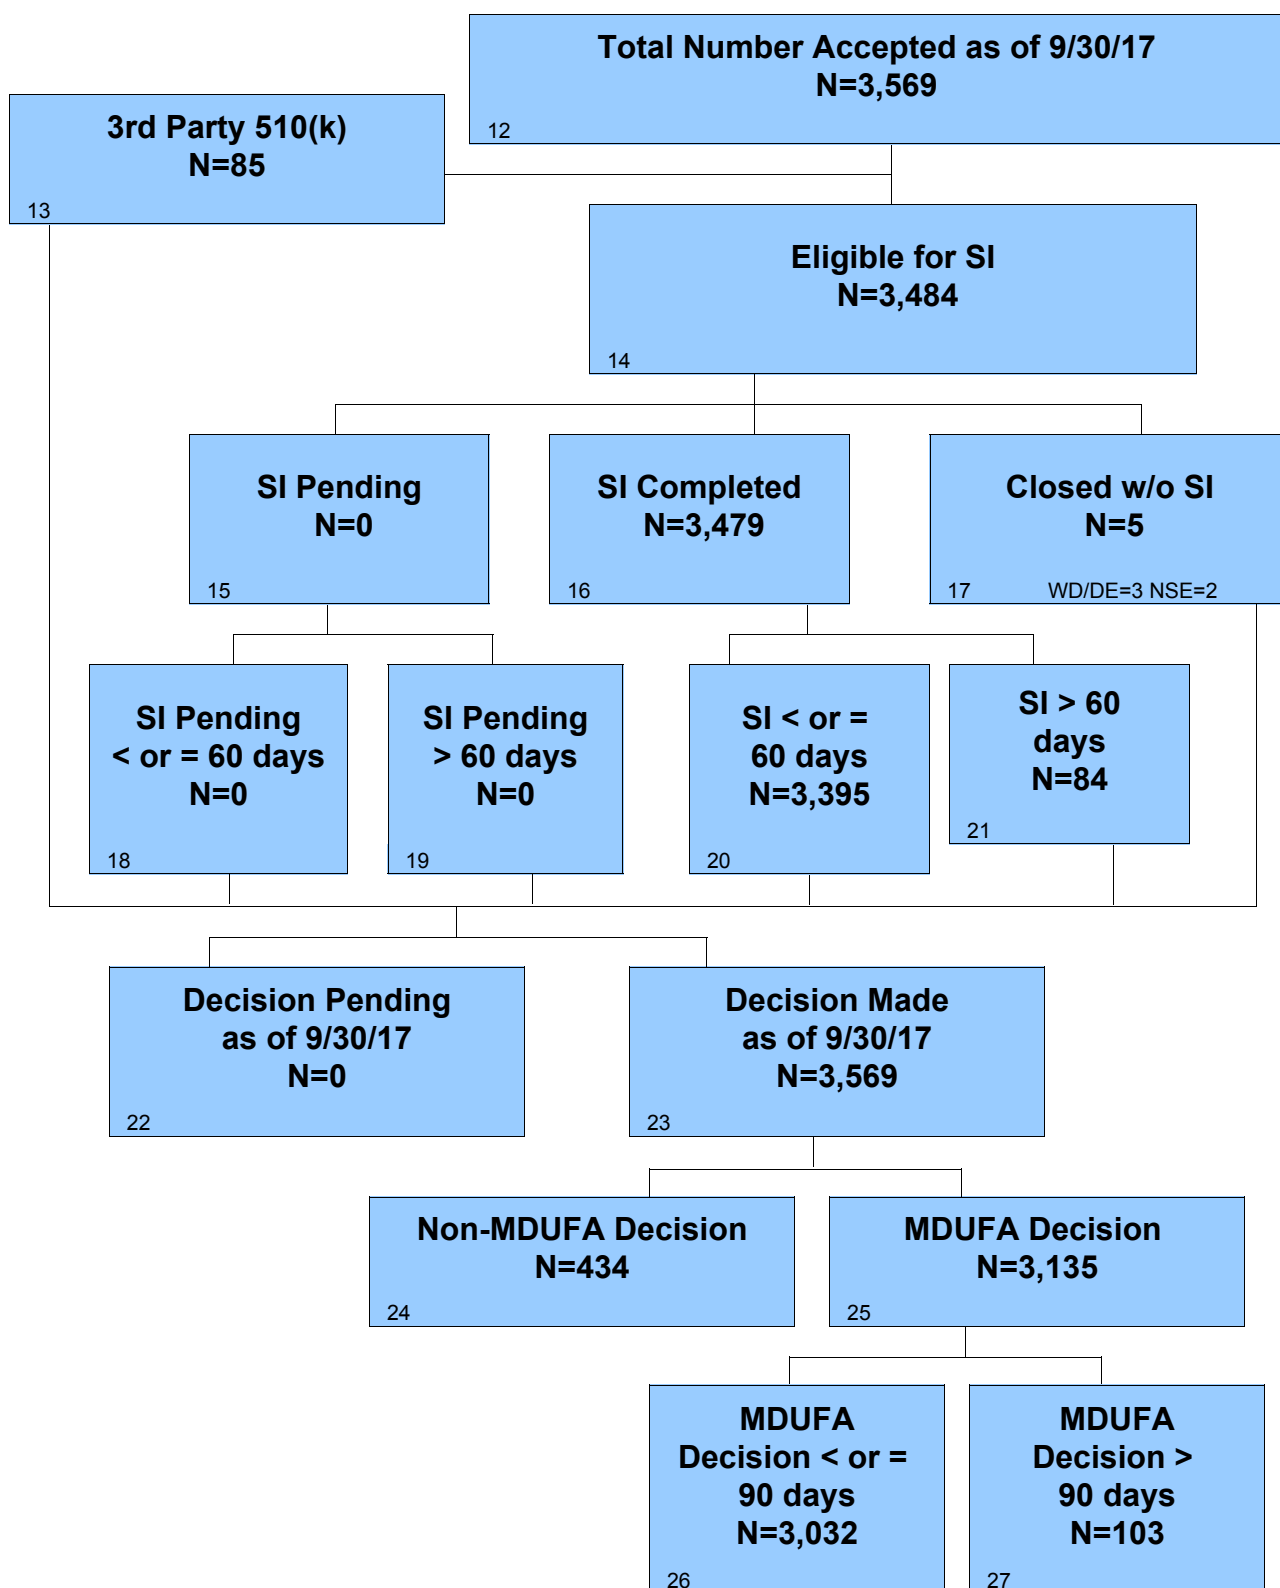 Total Number Accepted as of 9/30/17
N=3,569
12
3rd Party 510(k)
N=85
13
Eligible for SI
N=3,484
14
SI Pending
N=0
15
SI Completed
N=3,479
16
Closed w/o SI
N=5
17 WD/DE=3 NSE=2
SI Pending
< or = 60 days
N=0
18
SI Pending
> 60 days
N=0
19
SI < or =
60 days
N=3,395
20
SI > 60
days
N=84
21
Decision Pending
as of 9/30/17
N=0
22
Decision Made
as of 9/30/17
N=3,569
23
Non-MDUFA Decision
N=434
24
MDUFA Decision
N=3,135
25
MDUFA
Decision < or =
90 days
N=3,032
26
MDUFA
Decision >
90 days
N=103
27